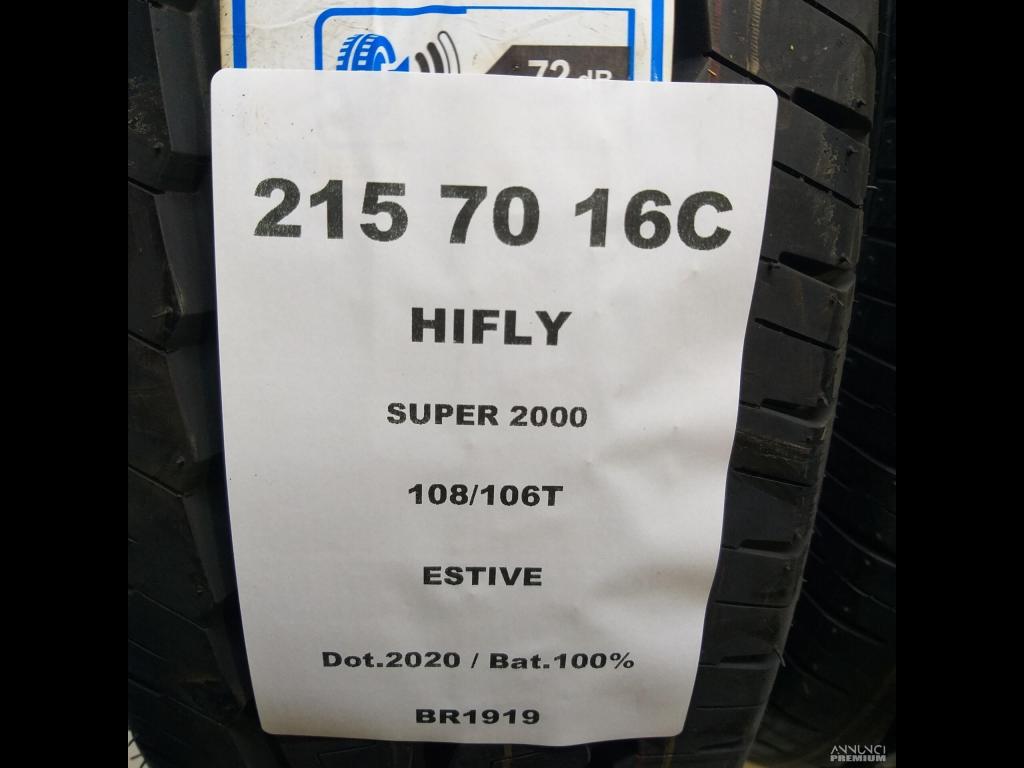 72 dB
215 70 16C
HIFLY
SUPER 2000
108/106T
ESTIVE
Dot.2020 / Bat.100%
BR1919
ANNUNCI
PREMIUM